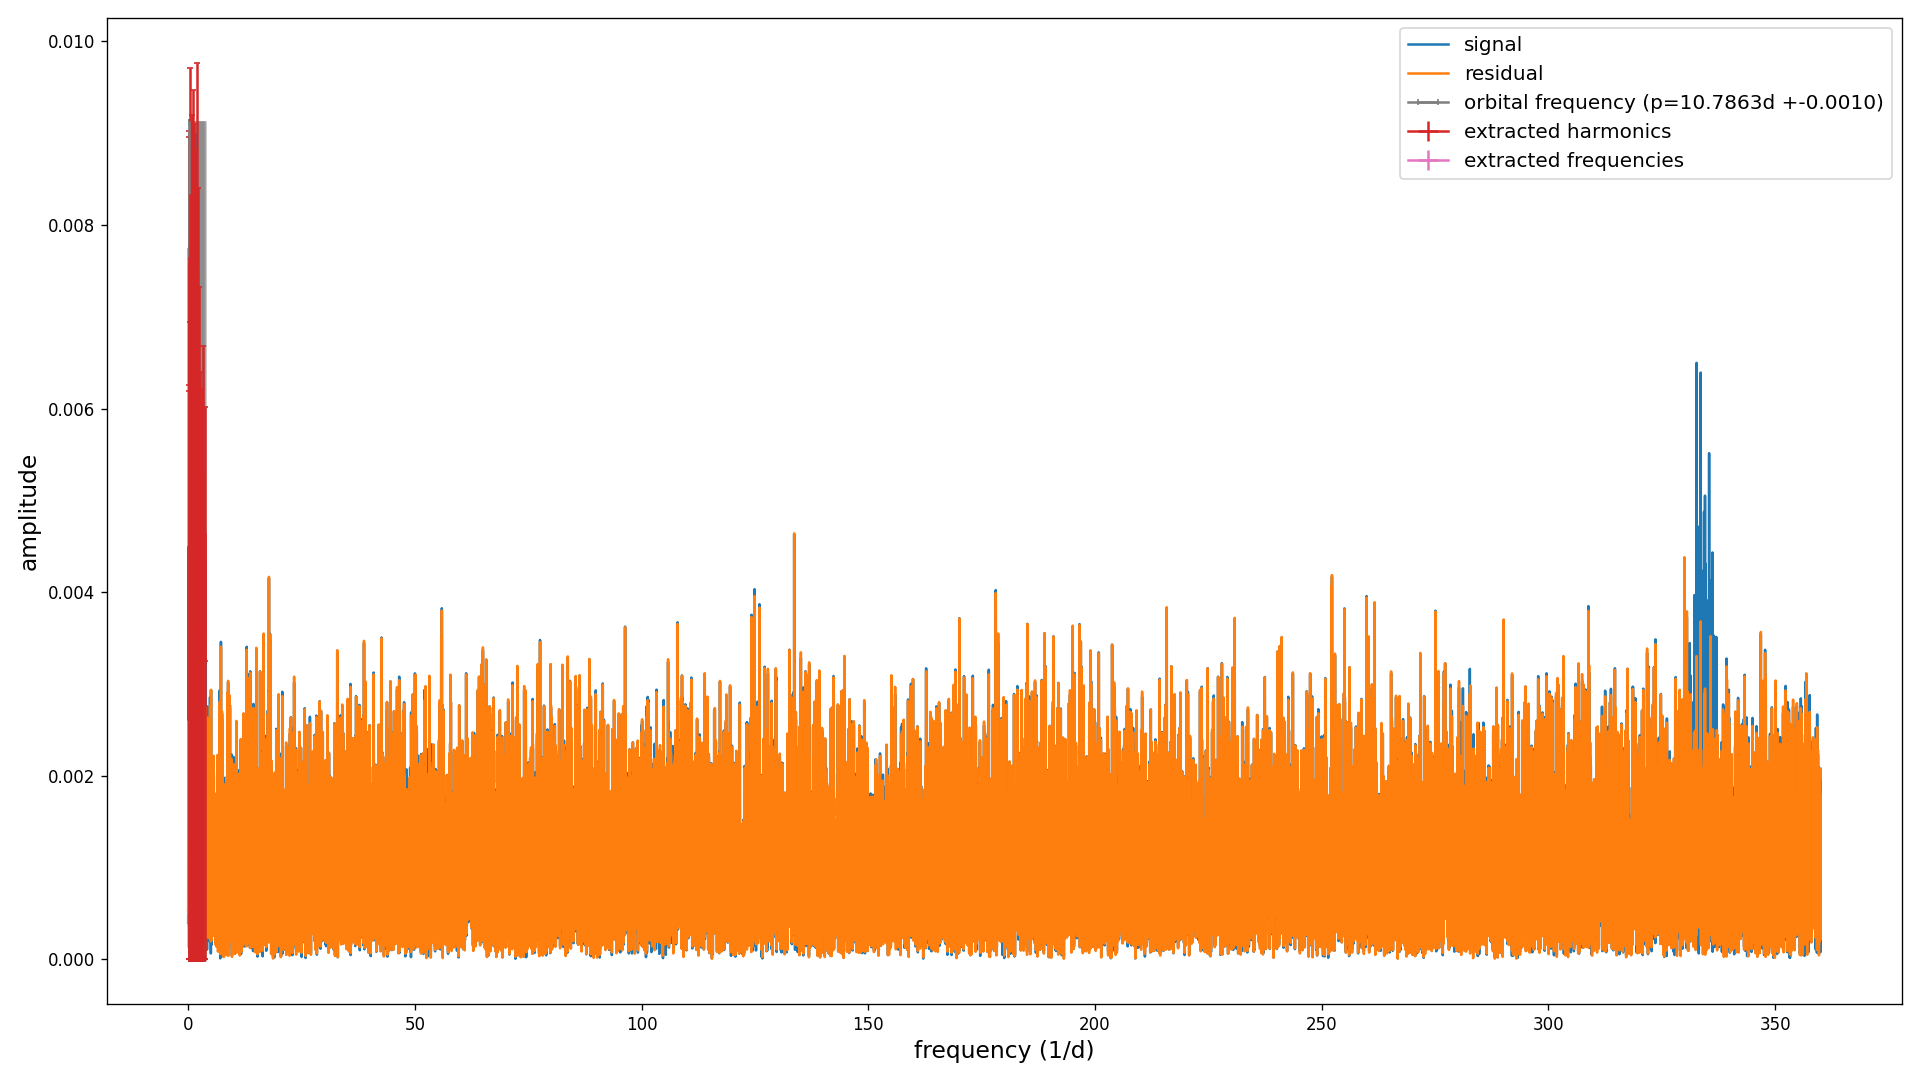 0.010
0.008
0.006
0.004
0.002
0.000
amplitude
0 50 100 150 200 250 300 350
frequency (1/d)
signal
residual
orbital frequency (p=10.7863d +-0.0010)
extracted harmonics
extracted frequencies